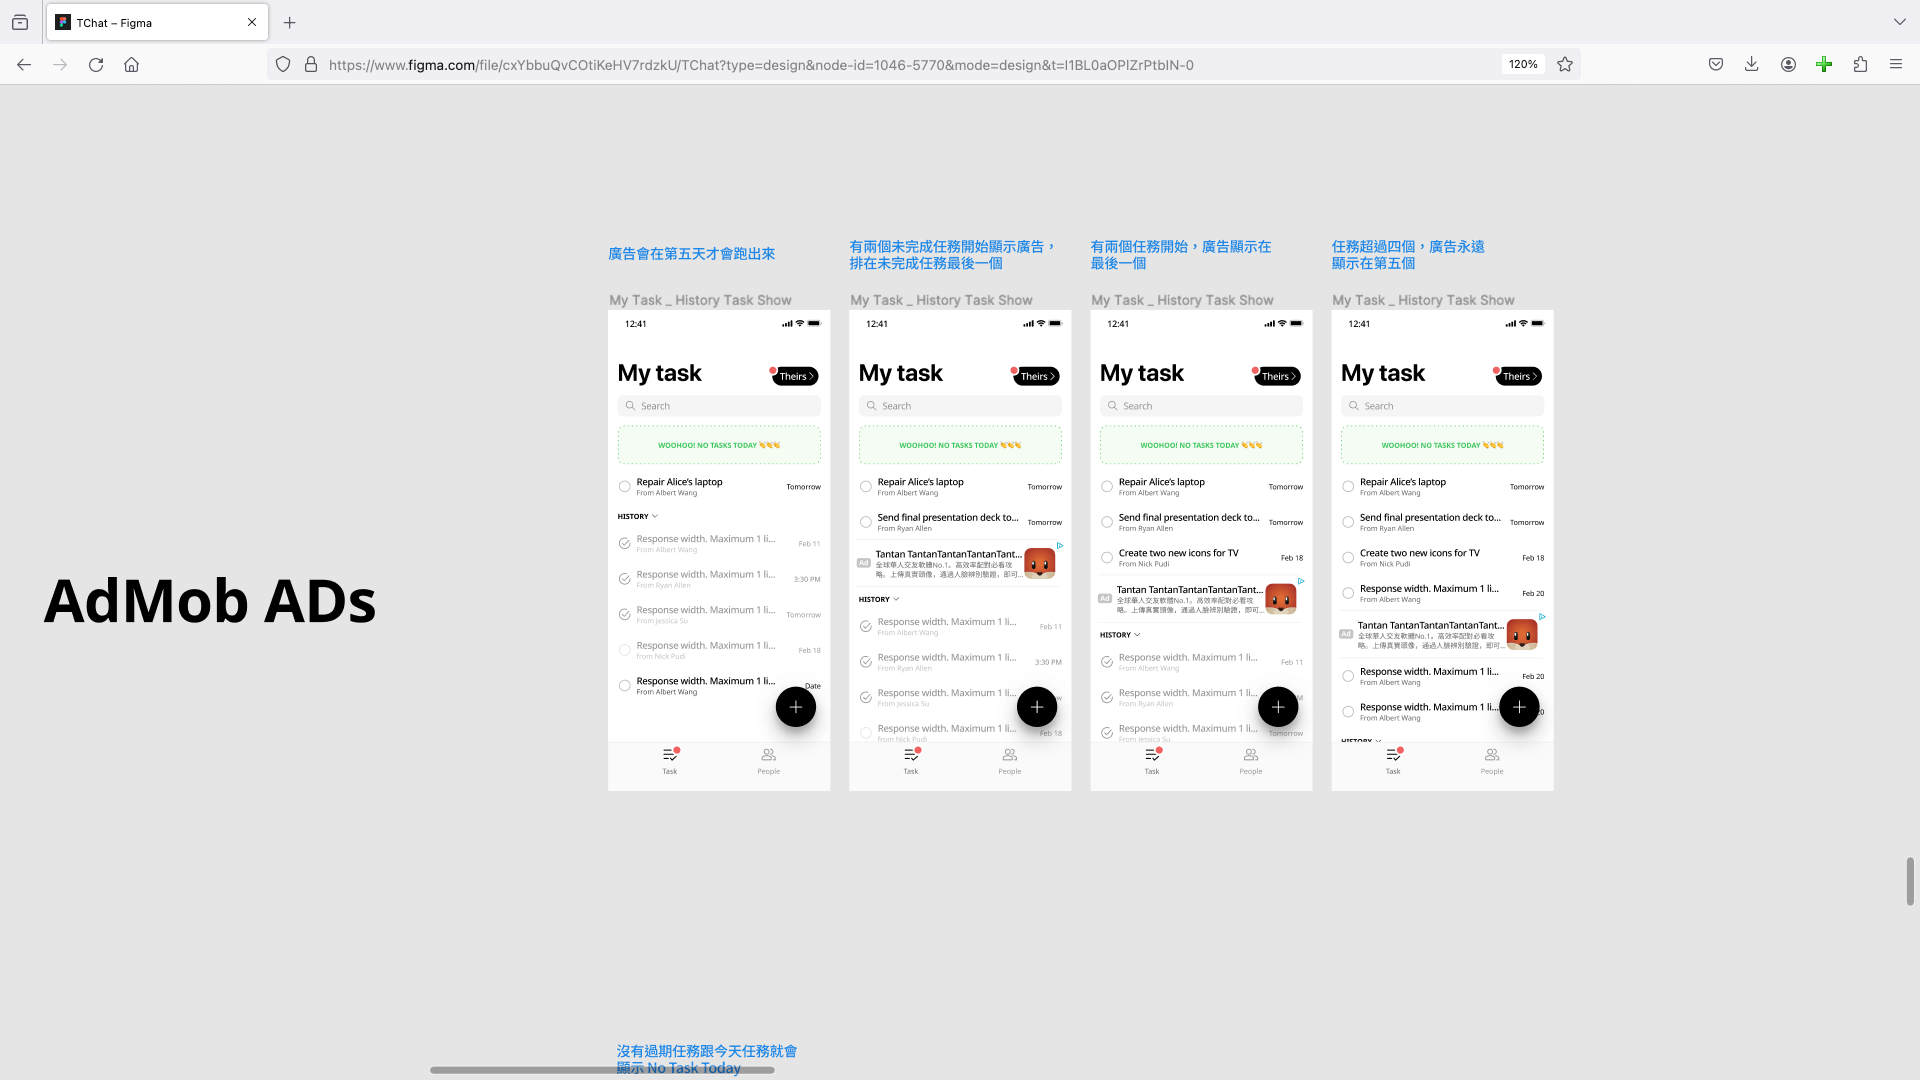 TChat – Figma
https://www.figma.com/file/cxYbbuQvCOtiKeHV7rdzkU/TChat?type=design&node-id=1046-5770&mode=design&t=I1BL0aOPIZrPtbIN-0
120%
AdMob ADs
廣告會在第五天才會跑出來
My Task _ History Task Show
12:41
My task
Theirs
Search
WOOHOO! NO TASKS TODAY 👏👏👏
Repair Alice's laptop
From Albert Wang
Tomorrow
HISTORY
Response width. Maximum 1 li...
From Albert Wang
Feb 11
Response width. Maximum 1 li...
From Ryan Allen
3:30 PM
Response width. Maximum 1 li...
From Jessica Su
Tomorrow
Response width. Maximum 1 li...
from Nick Pudi
Feb 18
Response width. Maximum 1 li...
From Albert Wang
Date
Task
People
有兩個未完成任務開始顯示廣告，
排在未完成任務最後一個
My Task _ History Task Show
12:41
My task
Theirs
Search
WOOHOO! NO TASKS TODAY 👏👏👏
Repair Alice's laptop
From Albert Wang
Tomorrow
Send final presentation deck to...
From Ryan Allen
Tomorrow
Ad
Tantan TantanTantanTantanTant...
全球華人交友軟體No.1。高效率配對必看攻
略。上傳真實頭像，通過人臉辨別驗證，即可...
HISTORY
Response width. Maximum 1 li...
From Albert Wang
Feb 11
Response width. Maximum 1 li...
From Ryan Allen
3:30 PM
Response width. Maximum 1 li...
From Jessica Su
Response width. Maximum 1 li...
from Nick Pudi
Feb 18
Task
People
有兩個任務開始，廣告顯示在
最後一個
My Task _ History Task Show
12:41
My task
Theirs
Search
WOOHOO! NO TASKS TODAY 👏👏👏
Repair Alice's laptop
From Albert Wang
Tomorrow
Send final presentation deck to...
From Ryan Allen
Tomorrow
Create two new icons for TV
From Nick Pudi
Feb 18
Ad
Tantan TantanTantanTantanTant...
全球華人交友軟體No.1。高效率配對必看攻
略。上傳真實頭像，通過人臉辨別驗證，即可...
HISTORY
Response width. Maximum 1 li...
From Albert Wang
Feb 11
Response width. Maximum 1 li...
From Ryan Allen
Response width. Maximum 1 li...
From Jessica Su
Tomorrow
Task
People
任務超過四個，廣告永遠
顯示在第五個
My Task _ History Task Show
12:41
My task
Theirs
Search
WOOHOO! NO TASKS TODAY 👏👏👏
Repair Alice's laptop
From Albert Wang
Tomorrow
Send final presentation deck to...
From Ryan Allen
Tomorrow
Create two new icons for TV
From Nick Pudi
Feb 18
Response width. Maximum 1 li...
From Albert Wang
Feb 20
Ad
Tantan TantanTantanTantanTant...
全球華人交友軟體No.1。高效率配對必看攻
略。上傳真實頭像，通過人臉辨別驗證，即可...
Response width. Maximum 1 li...
From Albert Wang
Feb 20
Response width. Maximum 1 li...
From Albert Wang
HISTORY
Task
People
沒有過期任務跟今天任務就會
顯示 No Task Today